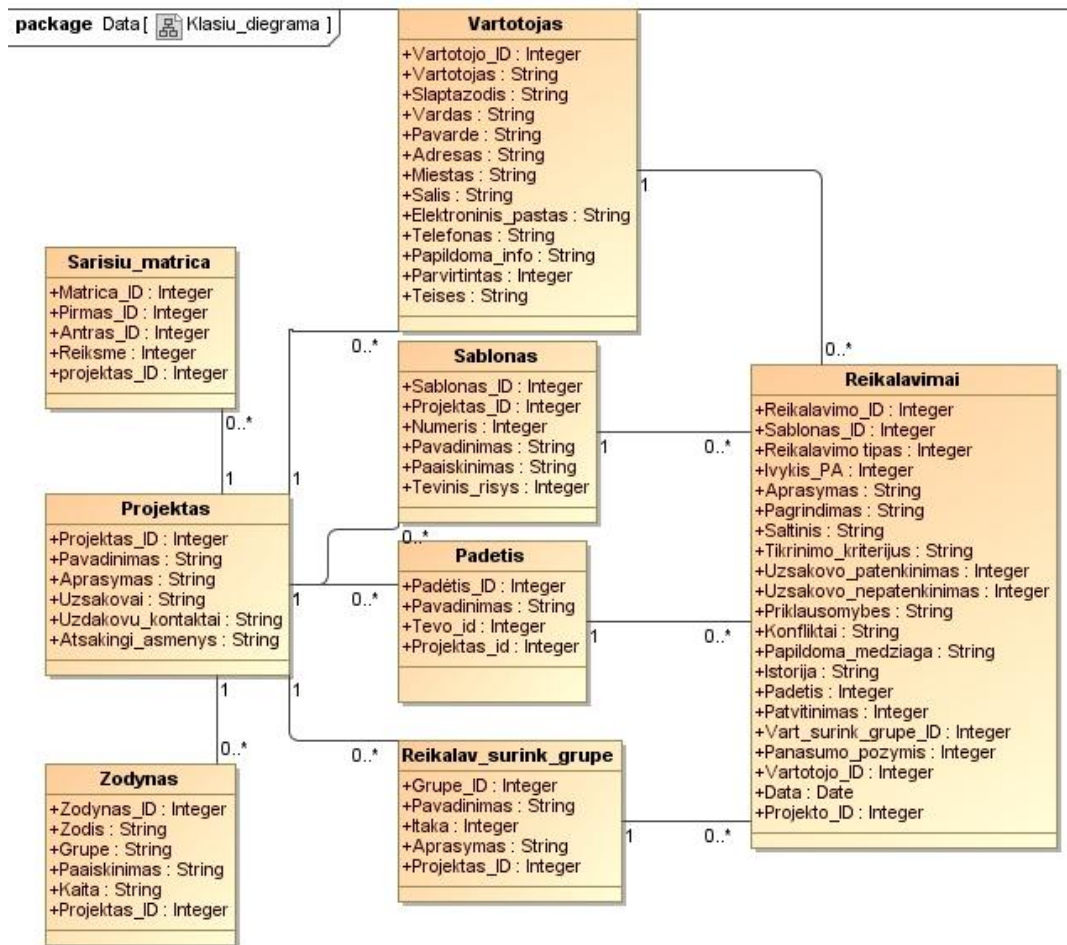 package Data [ Klasiu_diegrama ]
Vartotojas
+Vartotojo_ID : Integer
+Vartotojas : String
+Slaptazodis : String
+Vardas : String
+Pavarde : String
+Adresas : String
+Miestas : String
+Salis : String
+Elektroninis_pastas : String
+Telefonas : String
+Papildoma_info : String
+Parvirtintas : Integer
+Teises : String
1
0..*
0..*
1
Sarisiu_matrica
+Matrica_ID : Integer
+Pirmas_ID : Integer
+Antras_ID : Integer
+Reiksme : Integer
+projektas_ID : Integer
0..*
1
Sablonas
+Sablonas_ID : Integer
+Projektas_ID : Integer
+Numeris : Integer
+Pavadinimas : String
+Paaiskinimas : String
+Tevinis_risys : Integer
1
0..*
0..*
Projektas
+Projektas_ID : Integer
+Pavadinimas : String
+Aprasymas : String
+Uzsakovai : String
+Uzdakovu_kontaktai : String
+Atsakingi_asmenys : String
1
0..*
Padetis
+Padėtis_ID : Integer
+Pavadinimas : String
+Tevo_id : Integer
+Projektas_id : Integer
1
0..*
1
0..*
1
0..*
Zodynas
+Zodynas_ID : Integer
+Zodis : String
+Grupe : String
+Paaiskinimas : String
+Kaita : String
+Projektas_ID : Integer
Reikalav_surink_grupe
+Grupe_ID : Integer
+Pavadinimas : String
+Itaka : Integer
+Aprasymas : String
+Projektas_ID : Integer
1
0..*
Reikalavimai
+Reikalavimo_ID : Integer
+Sablonas_ID : Integer
+Reikalavimo tipas : Integer
+Ivykis_PA : Integer
+Aprasymas : String
+Pagrindimas : String
+Saltinis : String
+Tikrinimo_kriterijus : String
+Uzsakovo_patenkinimas : Integer
+Uzsakovo_nepatenkinimas : Integer
+Priklausomybes : String
+Konfliktai : String
+Papildoma_medziaga : String
+Istorija : String
+Padetis : Integer
+Patvitinimas : Integer
+Vart_surink_grupe_ID : Integer
+Panasumo_pozymis : Integer
+Vartotojo_ID : Integer
+Data : Date
+Projekto_ID : Integer